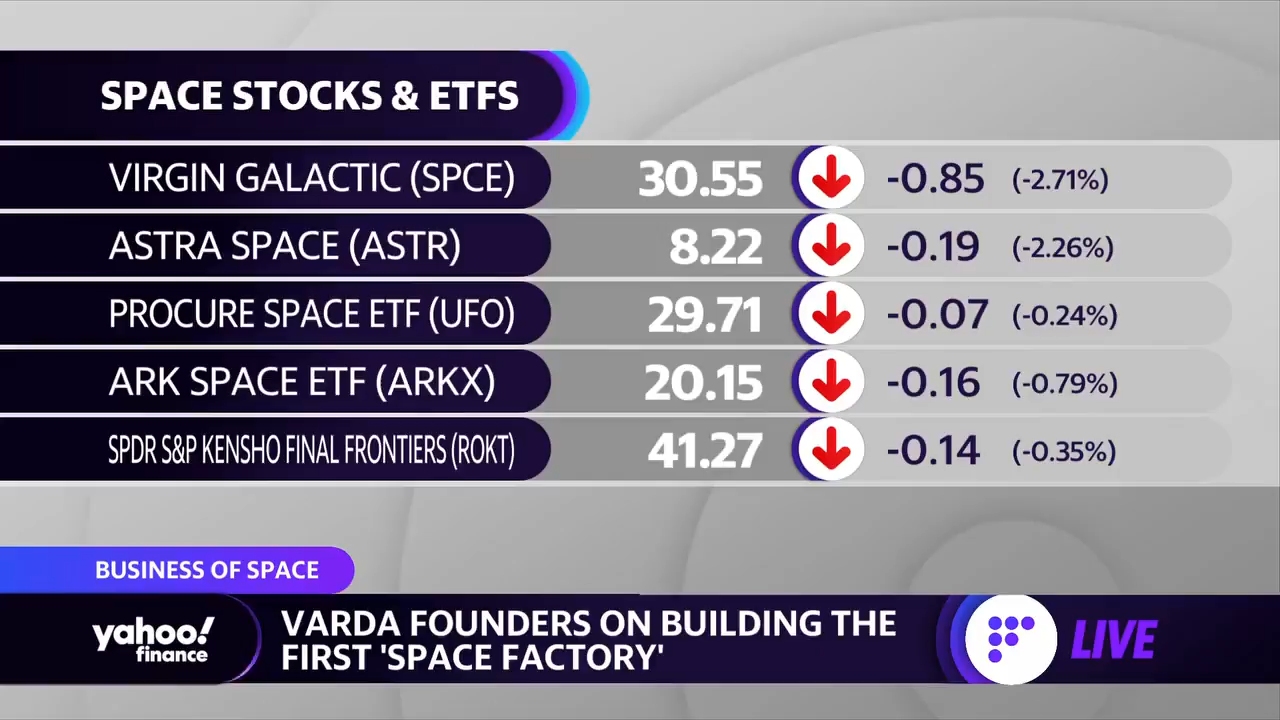 SPACE STOCKS & ETFS
VIRGIN GALACTIC (SPCE) 30.55 -0.85 (-2.71%)
ASTRA SPACE (ASTR) 8.22 -0.19 (-2.26%)
PROCURE SPACE ETF (UFO) 29.71 -0.07 (-0.24%)
ARK SPACE ETF (ARKX) 20.15 -0.16 (-0.79%)
SPDR S&P KENSHO FINAL FRONTIERS (ROKT) 41.27 -0.14 (-0.35%)
BUSINESS OF SPACE
yahoo!
finance
VARDA FOUNDERS ON BUILDING THE
FIRST 'SPACE FACTORY'
LIVE